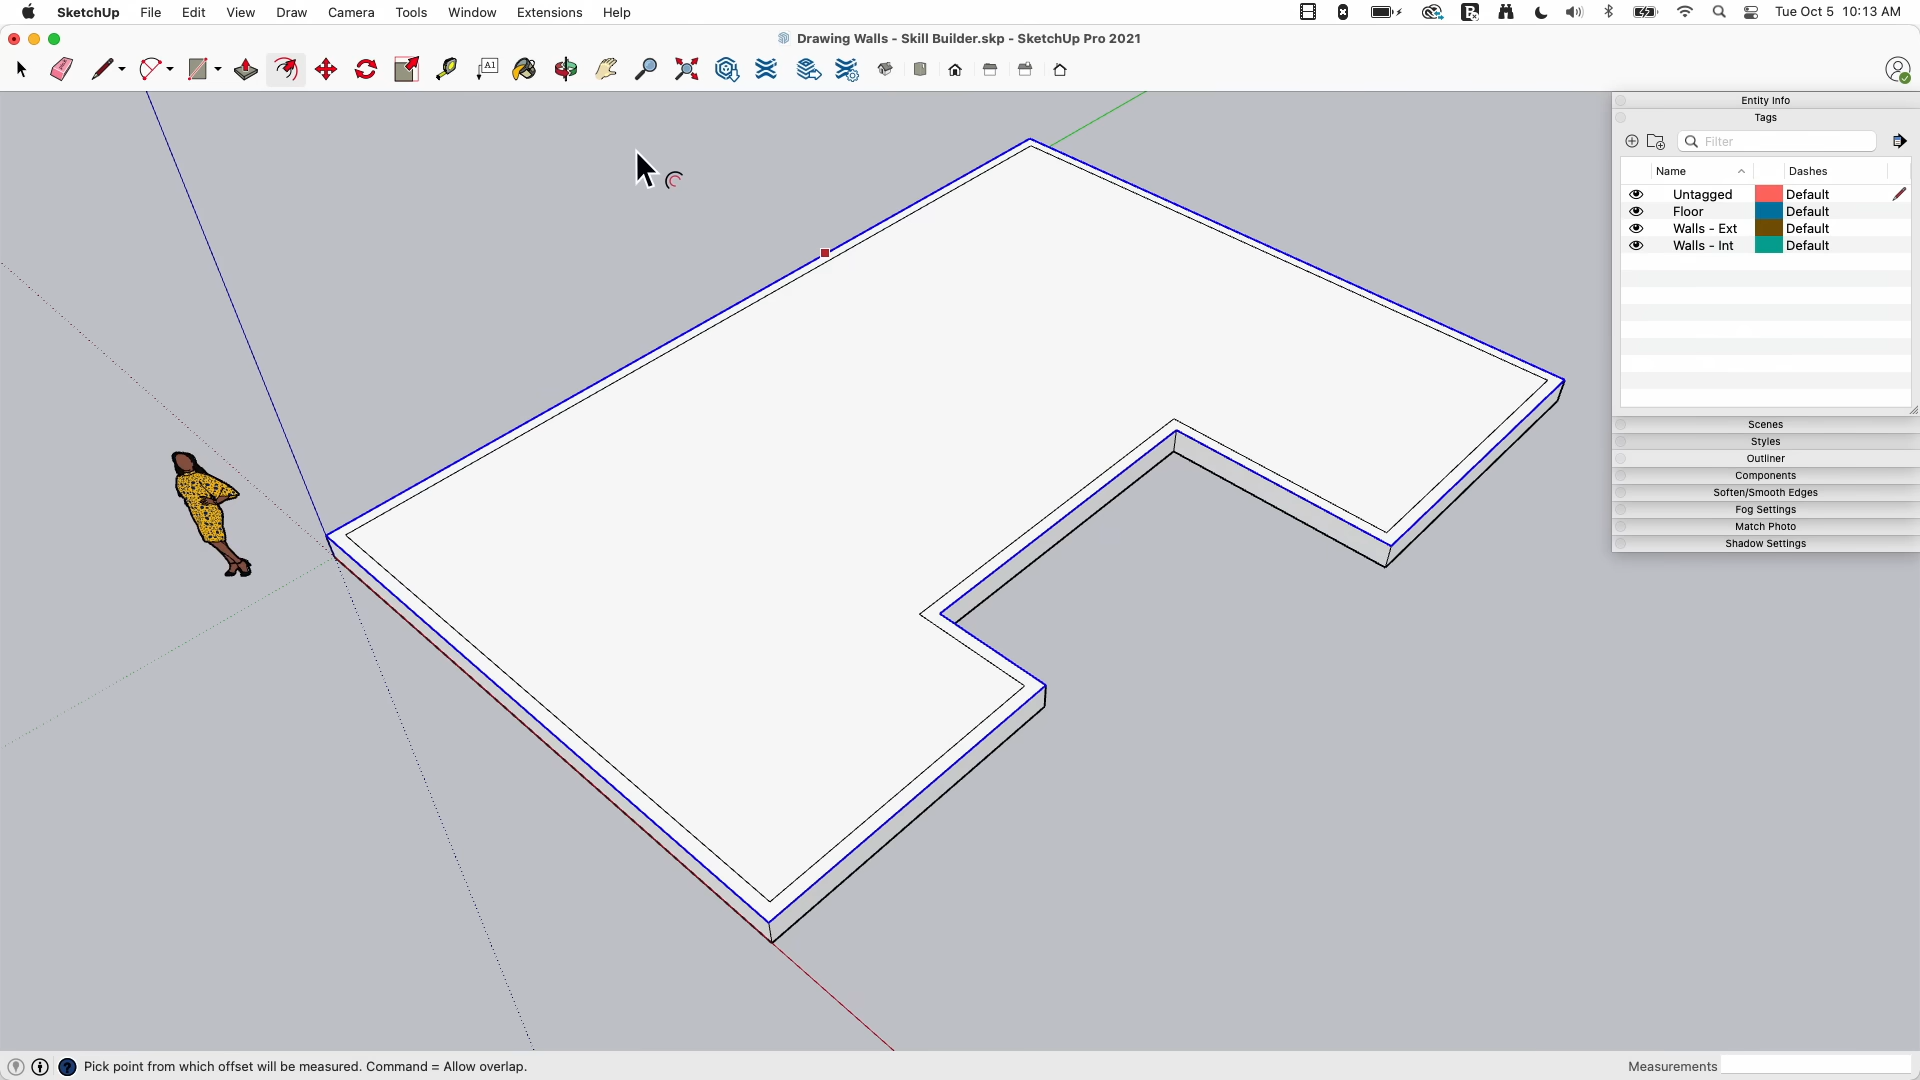 SketchUp File Edit View Draw Camera Tools Window Extensions Help Tue Oct 5 10:13 AM
Drawing Walls - Skill Builder.skp - SketchUp Pro 2021
A1
Entity Info
Tags
Filter
Name Dashes
Untagged Default
Floor Default
Walls - Ext Default
Walls - Int Default
Scenes
Styles
Outliner
Components
Soften/Smooth Edges
Fog Settings
Match Photo
Shadow Settings
Pick point from which offset will be measured. Command = Allow overlap. Measurements